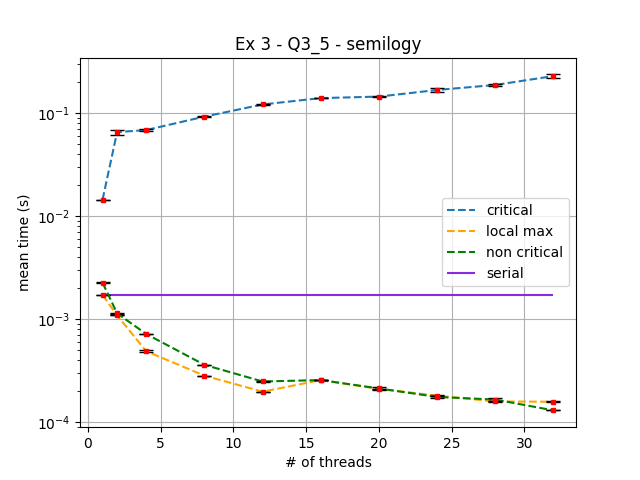 Ex 3 - Q3_5 - semilogy
mean time (s)
10⁻¹
10⁻²
10⁻³
10⁻⁴
critical
local max
non critical
serial
0 5 10 15 20 25 30
# of threads